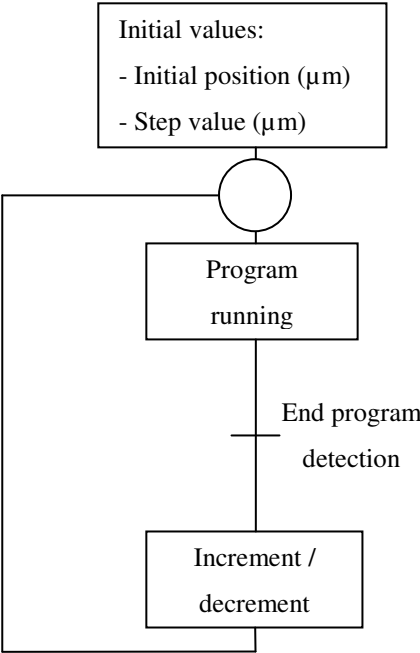 Initial values:
- Initial position (µm)
- Step value (µm)
Program
running
End program
detection
Increment /
decrement